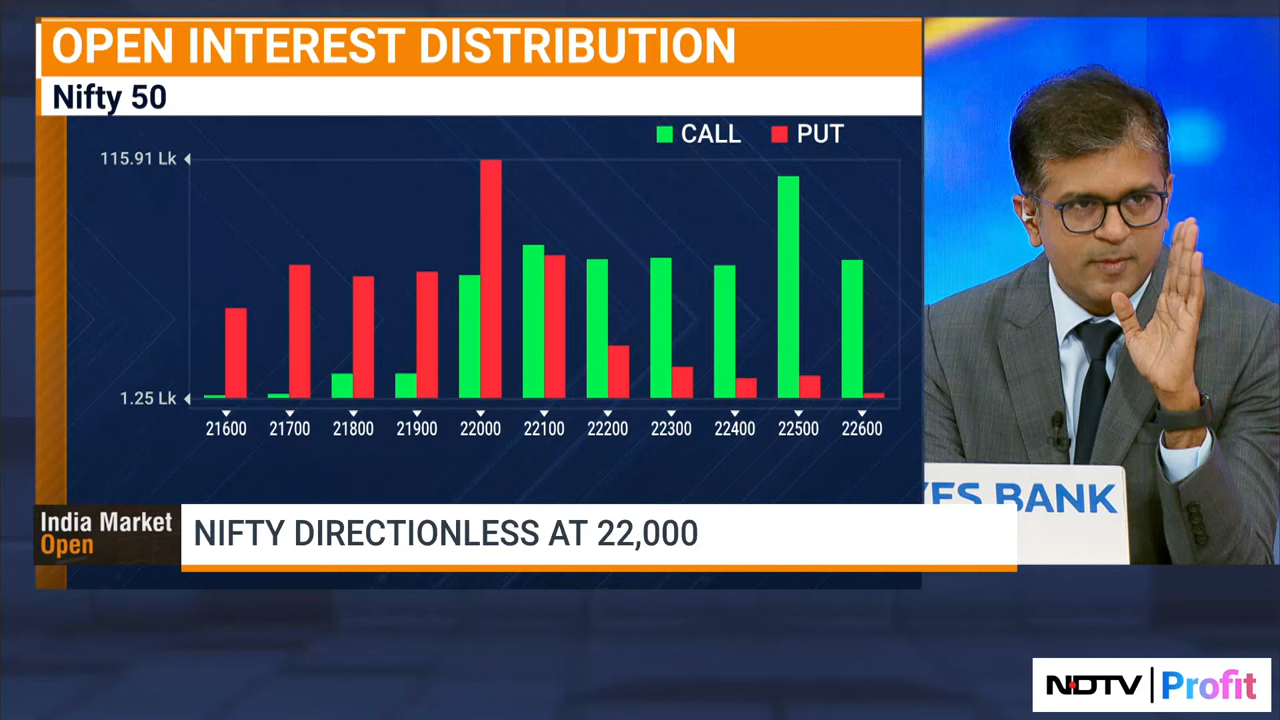 OPEN INTEREST DISTRIBUTION
Nifty 50
CALL PUT
115.91 Lk
1.25 Lk
21600 21700 21800 21900 22000 22100 22200 22300 22400 22500 22600
YES BANK
India Market
Open
NIFTY DIRECTIONLESS AT 22,000
NDTV Profit